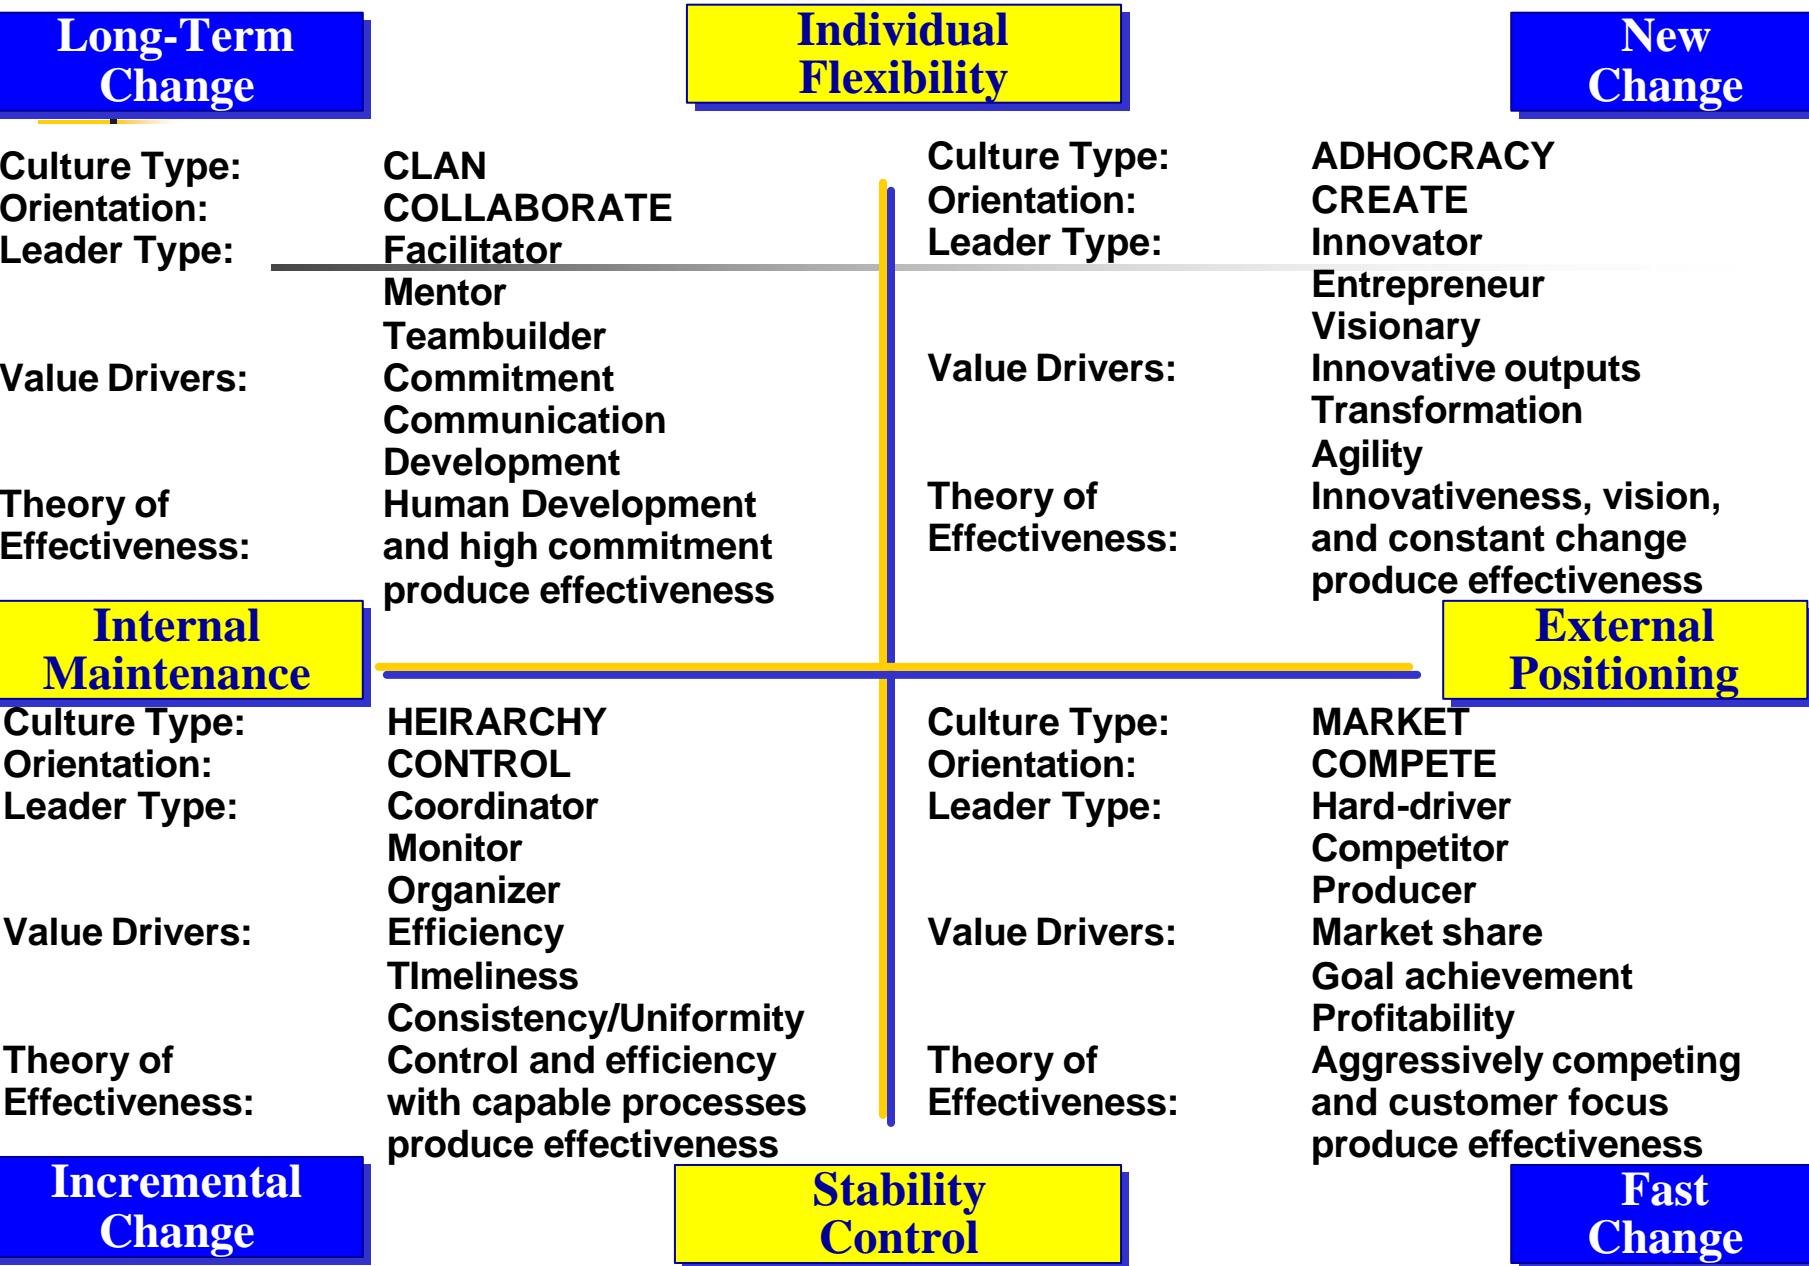 Long-Term
Change
Individual
Flexibility
New
Change
Culture Type: CLAN
Orientation: COLLABORATE
Leader Type: Facilitator
Mentor
Teambuilder
Value Drivers: Commitment
Communication
Development
Theory of Human Development
Effectiveness: and high commitment
produce effectiveness
Culture Type: ADHOCRACY
Orientation: CREATE
Leader Type: Innovator
Entrepreneur
Visionary
Value Drivers: Innovative outputs
Transformation
Agility
Theory of Innovativeness, vision,
Effectiveness: and constant change
produce effectiveness
Internal
Maintenance
External
Positioning
Culture Type: HEIRARCHY
Orientation: CONTROL
Leader Type: Coordinator
Monitor
Organizer
Value Drivers: Efficiency
TImeliness
Consistency/Uniformity
Theory of Control and efficiency
Effectiveness: with capable processes
produce effectiveness
Culture Type: MARKET
Orientation: COMPETE
Leader Type: Hard-driver
Competitor
Producer
Value Drivers: Market share
Goal achievement
Profitability
Theory of Aggressively competing
Effectiveness: and customer focus
produce effectiveness
Incremental
Change
Stability
Control
Fast
Change